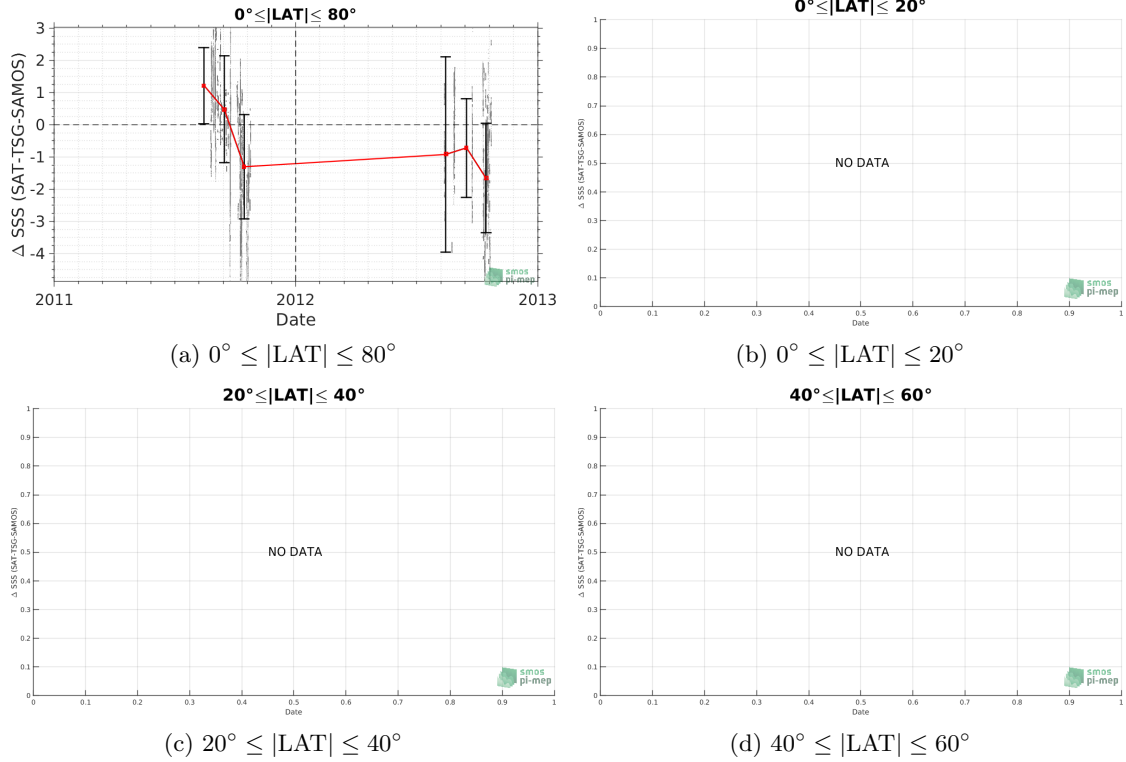 0°≤|LAT|≤ 80°
Δ SSS (SAT-TSG-SAMOS)
3
2
1
0
-1
-2
-3
-4
2011
2012
2013
Date
smos
pi-mep
(a) 0° ≤ |LAT| ≤ 80°
0°≤|LAT|≤ 20°
Δ SSS (SAT-TSG-SAMOS)
1
0.9
0.8
0.7
0.6
0.5
0.4
0.3
0.2
0.1
0
NO DATA
smos
pi-mep
0 0.1 0.2 0.3 0.4 0.5 0.6 0.7 0.8 0.9 1
Date
(b) 0° ≤ |LAT| ≤ 20°
20°≤|LAT|≤ 40°
Δ SSS (SAT-TSG-SAMOS)
1
0.9
0.8
0.7
0.6
0.5
0.4
0.3
0.2
0.1
0
NO DATA
smos
pi-mep
0 0.1 0.2 0.3 0.4 0.5 0.6 0.7 0.8 0.9 1
Date
(c) 20° ≤ |LAT| ≤ 40°
40°≤|LAT|≤ 60°
Δ SSS (SAT-TSG-SAMOS)
1
0.9
0.8
0.7
0.6
0.5
0.4
0.3
0.2
0.1
0
NO DATA
smos
pi-mep
0 0.1 0.2 0.3 0.4 0.5 0.6 0.7 0.8 0.9 1
Date
(d) 40° ≤ |LAT| ≤ 60°